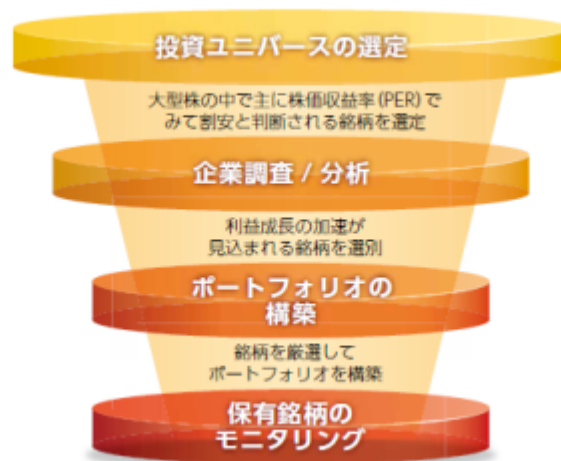 投資ユニバースの選定
大型株の中で主に株価収益率(PER)で
みて割安と判断される銘柄を選定
企業調査 / 分析
利益成長の加速が
見込まれる銘柄を選別
ポートフォリオの
構築
銘柄を厳選して
ポートフォリオを構築
保有銘柄の
モニタリング